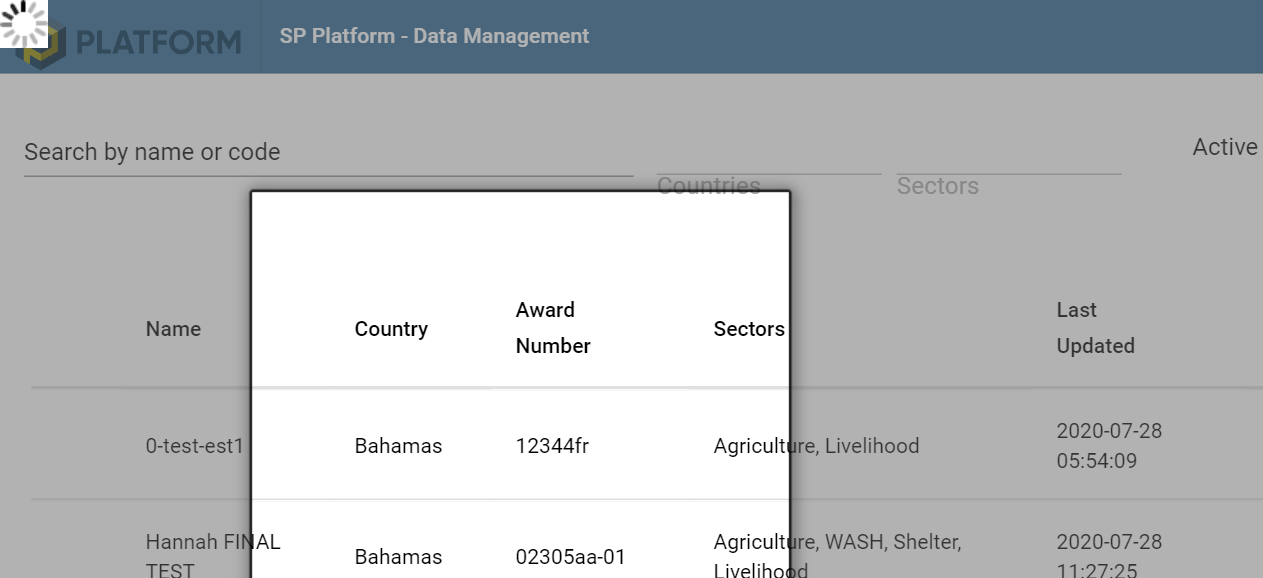 PLATFORM
SP Platform - Data Management
Search by name or code
Countries
Sectors
Active
Name
Country
Award
Number
Sectors
Last
Updated
0-test-est1
Bahamas
12344fr
Agriculture, Livelihood
2020-07-28
05:54:09
Hannah FINAL
TEST
Bahamas
02305aa-01
Agriculture, WASH, Shelter,
Livelihood
2020-07-28
11:27:25